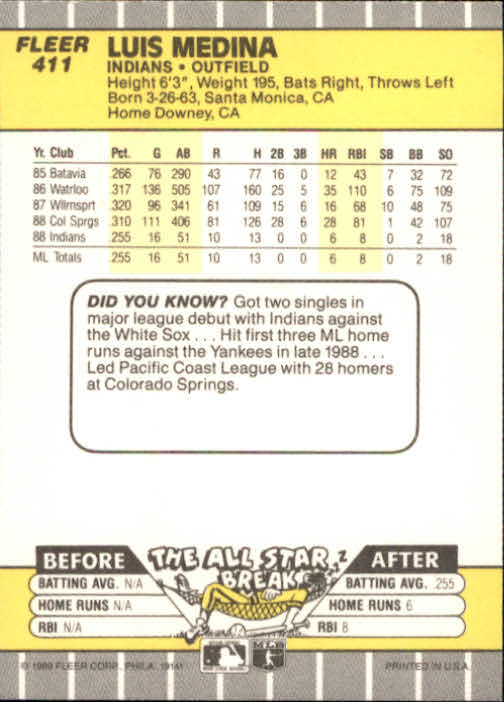 FLEER
411
LUIS MEDINA
INDIANS • OUTFIELD
Height 6'3", Weight 195, Bats Right, Throws Left
Born 3-26-63, Santa Monica, CA
Home Downey, CA
Yr. Club Pct. G AB R H 2B 3B HR RBI SB BB SO
85 Batavia .266 76 290 43 77 16 0 12 43 7 32 72
86 Watrloo .317 136 505 107 160 25 5 35 110 6 75 109
87 Wllrnsprt .320 96 341 61 109 15 6 16 68 10 48 75
88 Col Sprgs .310 111 406 81 126 28 6 28 81 1 42 107
88 Indians .255 16 51 10 13 0 0 6 8 0 2 18
ML Totals .255 16 51 10 13 0 0 6 8 0 2 18
DID YOU KNOW? Got two singles in
major league debut with Indians against
the White Sox . . . Hit first three ML home
runs against the Yankees in late 1988 . . .
Led Pacific Coast League with 28 homers
at Colorado Springs.
BEFORE
THE ALL STAR
BREAK
Z
AFTER
BATTING AVG. N/A
HOME RUNS N/A
RBI N/A
BATTING AVG. .255
HOME RUNS 6
RBI 8
MLB
© 1989 FLEER CORP., PHILA. 19141
PRINTED IN U.S.A.